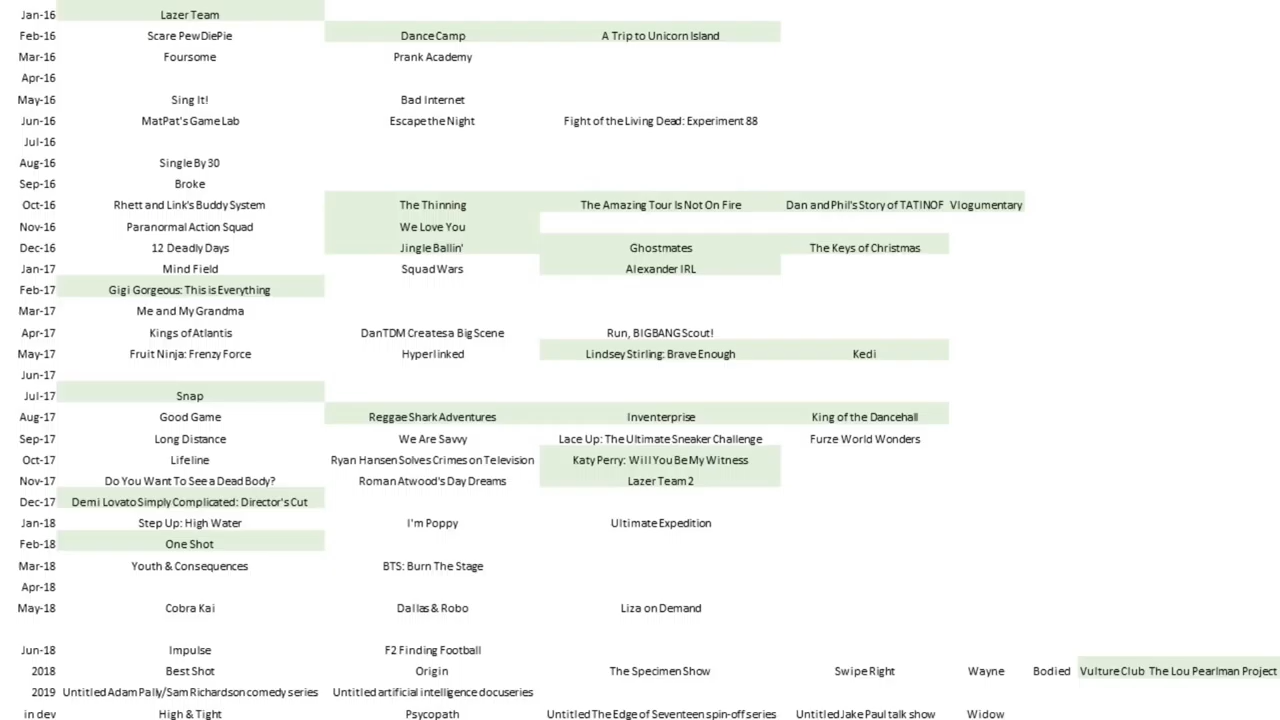 Jan-16 Lazer Team
Feb-16 Scare PewDiePie Dance Camp A Trip to Unicorn Island
Mar-16 Foursome Prank Academy
Apr-16
May-16 Sing It! Bad Internet
Jun-16 MatPat's Game Lab Escape the Night Fight of the Living Dead: Experiment 88
Jul-16
Aug-16 Single By 30
Sep-16 Broke
Oct-16 Rhett and Link's Buddy System The Thinning The Amazing Tour Is Not On Fire Dan and Phil's Story of TATINOF Vlogumentary
Nov-16 Paranormal Action Squad We Love You
Dec-16 12 Deadly Days Jingle Ballin' Ghostmates The Keys of Christmas
Jan-17 Mind Field Squad Wars Alexander IRL
Feb-17 Gigi Gorgeous: This is Everything
Mar-17 Me and My Grandma
Apr-17 Kings of Atlantis DanTDM Creates a Big Scene Run, BIGBANG Scout!
May-17 Fruit Ninja: Frenzy Force Hyperlinked Lindsey Stirling: Brave Enough Kedi
Jun-17
Jul-17 Snap
Aug-17 Good Game Reggae Shark Adventures Inventerprise King of the Dancehall
Sep-17 Long Distance We Are Savvy Lace Up: The Ultimate Sneaker Challenge Furze World Wonders
Oct-17 Lifeline Ryan Hansen Solves Crimes on Television Katy Perry: Will You Be My Witness
Nov-17 Do You Want To See a Dead Body? Roman Atwood's Day Dreams Lazer Team 2
Dec-17 Demi Lovato Simply Complicated: Director's Cut
Jan-18 Step Up: High Water I'm Poppy Ultimate Expedition
Feb-18 One Shot
Mar-18 Youth & Consequences BTS: Burn The Stage
Apr-18
May-18 Cobra Kai Dallas & Robo Liza on Demand
Jun-18 Impulse F2 Finding Football
2018 Best Shot Origin The Specimen Show Swipe Right Wayne Bodied Vulture Club The Lou Pearlman Project
2019 Untitled Adam Pally/Sam Richardson comedy series Untitled artificial intelligence docuseries
in dev High & Tight Psycopath Untitled The Edge of Seventeen spin-off series Untitled Jake Paul talk show Widow